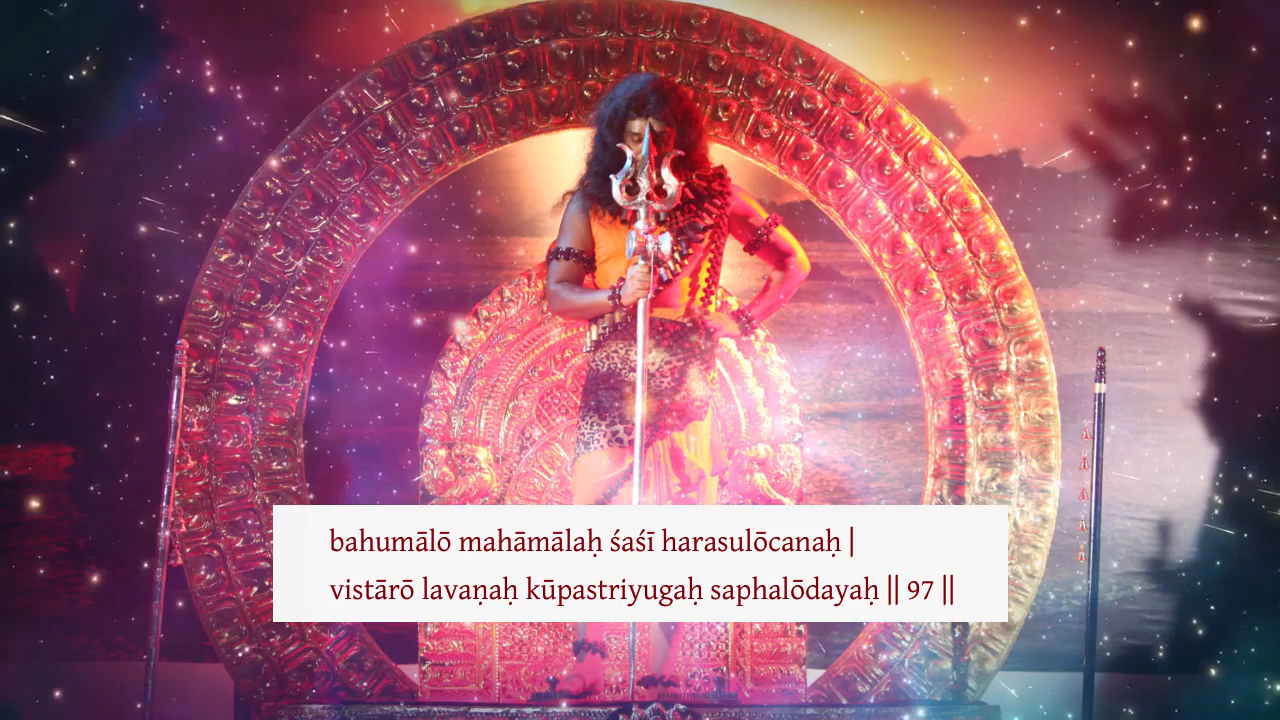 bahumālō mahāmālaḥ śaśī harasulōcanaḥ |
vistārō lavaṇaḥ kūpastriyugaḥ saphalōdayaḥ || 97 ||